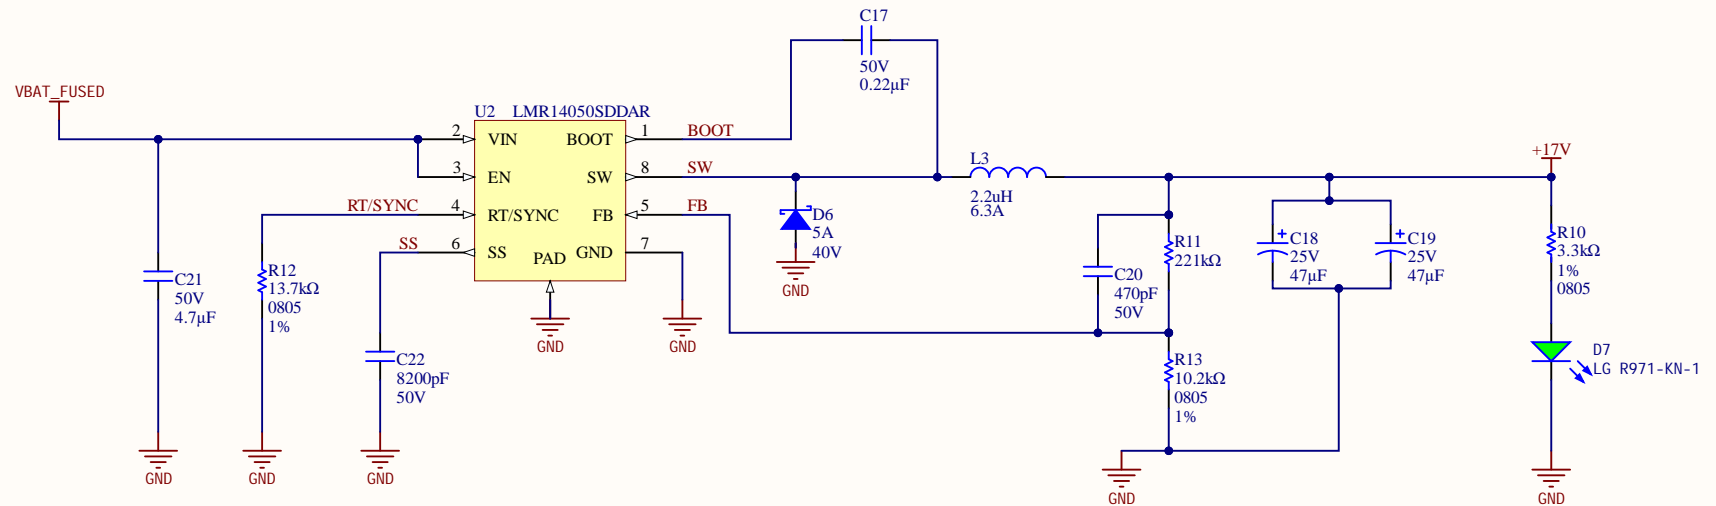 C17
50V
0.22µF
VBAT_FUSED
U2 LMR14050SDDAR
2 VIN BOOT 1 BOOT
3 EN SW 8 SW
RT/SYNC 4 RT/SYNC FB 5 FB
SS 6 SS PAD GND 7
L3
2.2uH
6.3A
+17V
D6
5A
40V
GND
R11
221kΩ
C18
25V
47µF
C19
25V
47µF
R10
3.3kΩ
1%
0805
C21
50V
4.7µF
R12
13.7kΩ
0805
1%
C20
470pF
50V
GND
GND
C22
8200pF
50V
R13
10.2kΩ
0805
1%
D7
LG R971-KN-1
GND
GND
GND
GND
GND